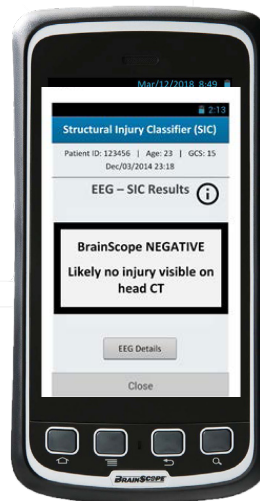 Mar/12/2018 8:49
2:13
Structural Injury Classifier (SIC)
Patient ID: 123456 | Age: 23 | GCS: 15
Dec/03/2014 23:18
EEG – SIC Results
i
BrainScope NEGATIVE
Likely no injury visible on
head CT
EEG Details
Close
BRAINSCOPE